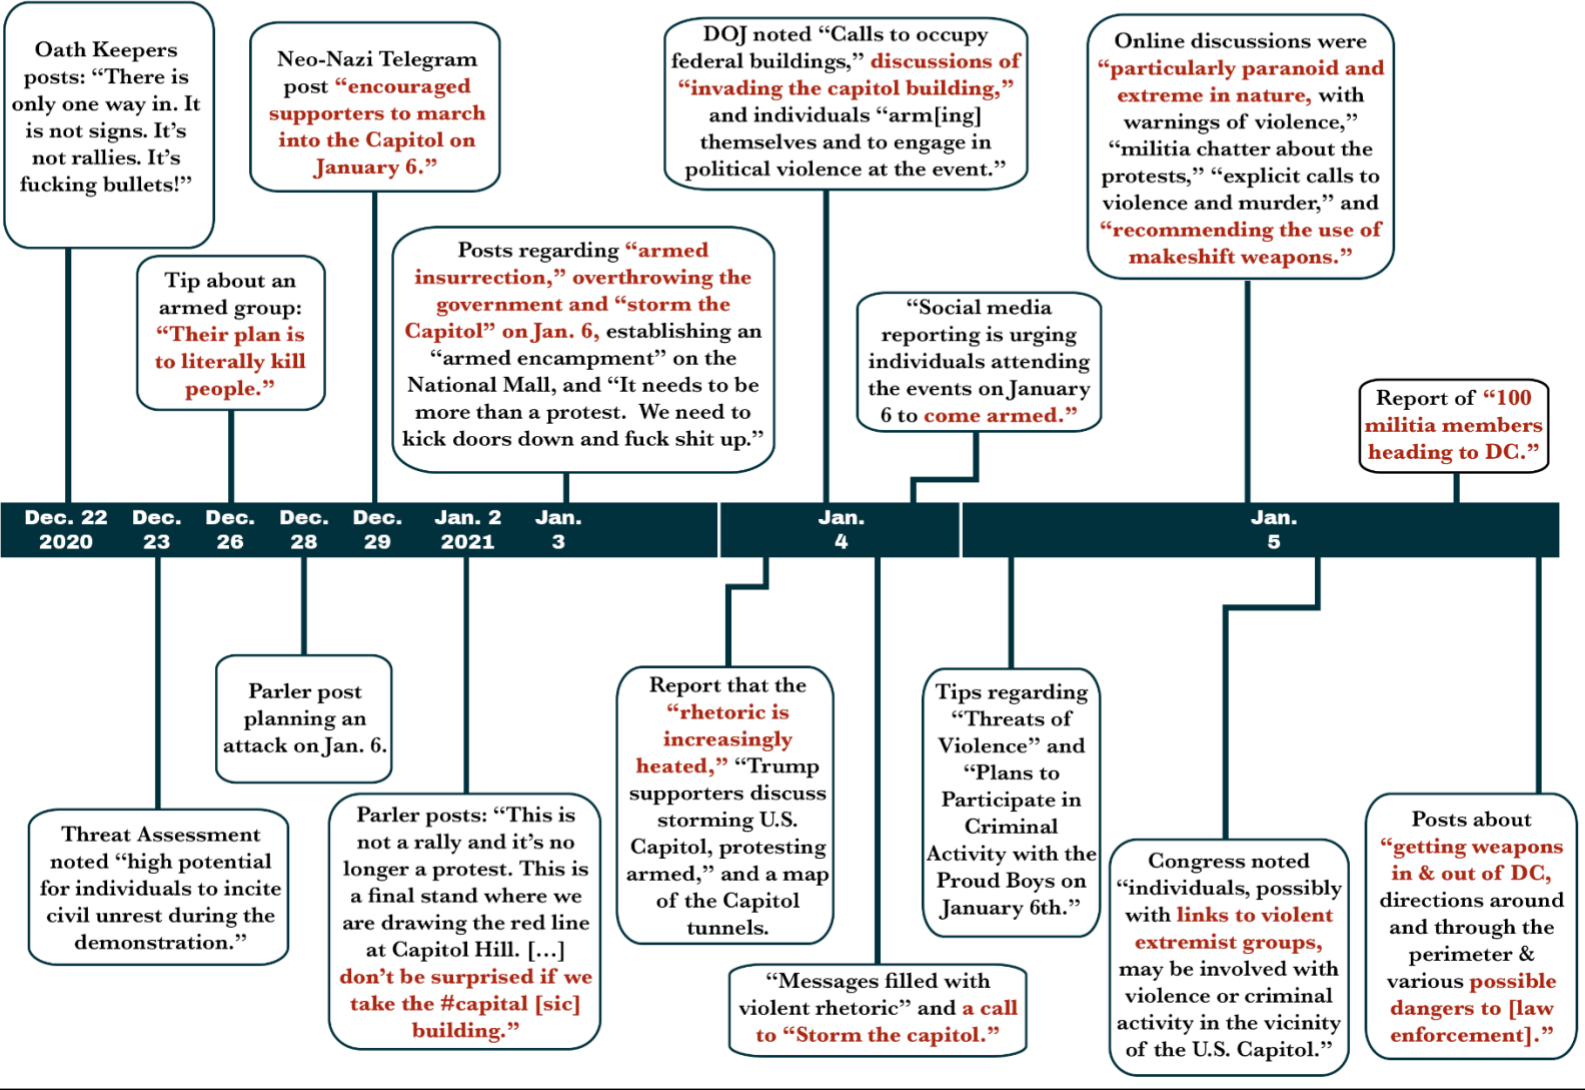 Oath Keepers
posts: “There is
only one way in. It
is not signs. It’s
not rallies. It’s
fucking bullets!”
Tip about an
armed group:
“Their plan is
to literally kill
people.”
Neo-Nazi Telegram
post “encouraged
supporters to march
into the Capitol on
January 6.”
Posts regarding “armed
insurrection,” overthrowing the
government and “storm the
Capitol” on Jan. 6, establishing an
“armed encampment” on the
National Mall, and “It needs to be
more than a protest. We need to
kick doors down and fuck shit up.”
DOJ noted “Calls to occupy
federal buildings,” discussions of
“invading the capitol building,”
and individuals “arm[ing]
themselves and to engage in
political violence at the event.”
“Social media
reporting is urging
individuals attending
the events on January
6 to come armed.”
Online discussions were
“particularly paranoid and
extreme in nature, with
warnings of violence,”
“militia chatter about the
protests,” “explicit calls to
violence and murder,” and
“recommending the use of
makeshift weapons.”
Report of “100
militia members
heading to DC.”
Dec. 22
2020
Dec.
23
Dec.
26
Dec.
28
Dec.
29
Jan. 2
2021
Jan.
3
Jan.
4
Jan.
5
Threat Assessment
noted “high potential
for individuals to incite
civil unrest during the
demonstration.”
Parler post
planning an
attack on Jan. 6.
Parler posts: “This is
not a rally and it’s no
longer a protest. This is
a final stand where we
are drawing the red line
at Capitol Hill. […]
don’t be surprised if we
take the #capital [sic]
building.”
Report that the
“rhetoric is
increasingly
heated,” “Trump
supporters discuss
storming U.S.
Capitol, protesting
armed,” and a map
of the Capitol
tunnels.
“Messages filled with
violent rhetoric” and a call
to “Storm the capitol.”
Tips regarding
“Threats of
Violence” and
“Plans to
Participate in
Criminal
Activity with the
Proud Boys on
January 6th.”
Congress noted
“individuals, possibly
with links to violent
extremist groups,
may be involved with
violence or criminal
activity in the vicinity
of the U.S. Capitol.”
Posts about
“getting weapons
in & out of DC,
directions around
and through the
perimeter &
various possible
dangers to [law
enforcement].”